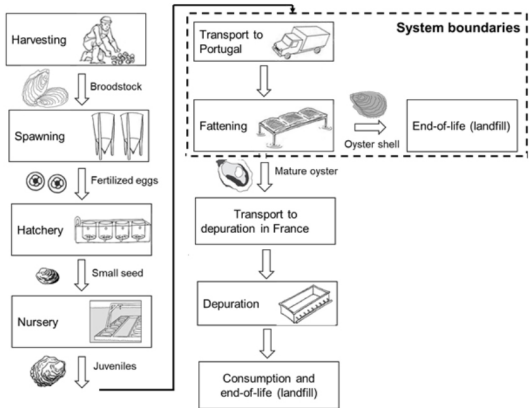 Harvesting
Broodstock
Spawning
Fertilized eggs
Hatchery
Small seed
Nursery
Juveniles
System boundaries
Transport to
Portugal
Fattening
Oyster shell
End-of-life (landfill)
Mature oyster
Transport to
depuration in France
Depuration
Consumption and
end-of-life (landfill)